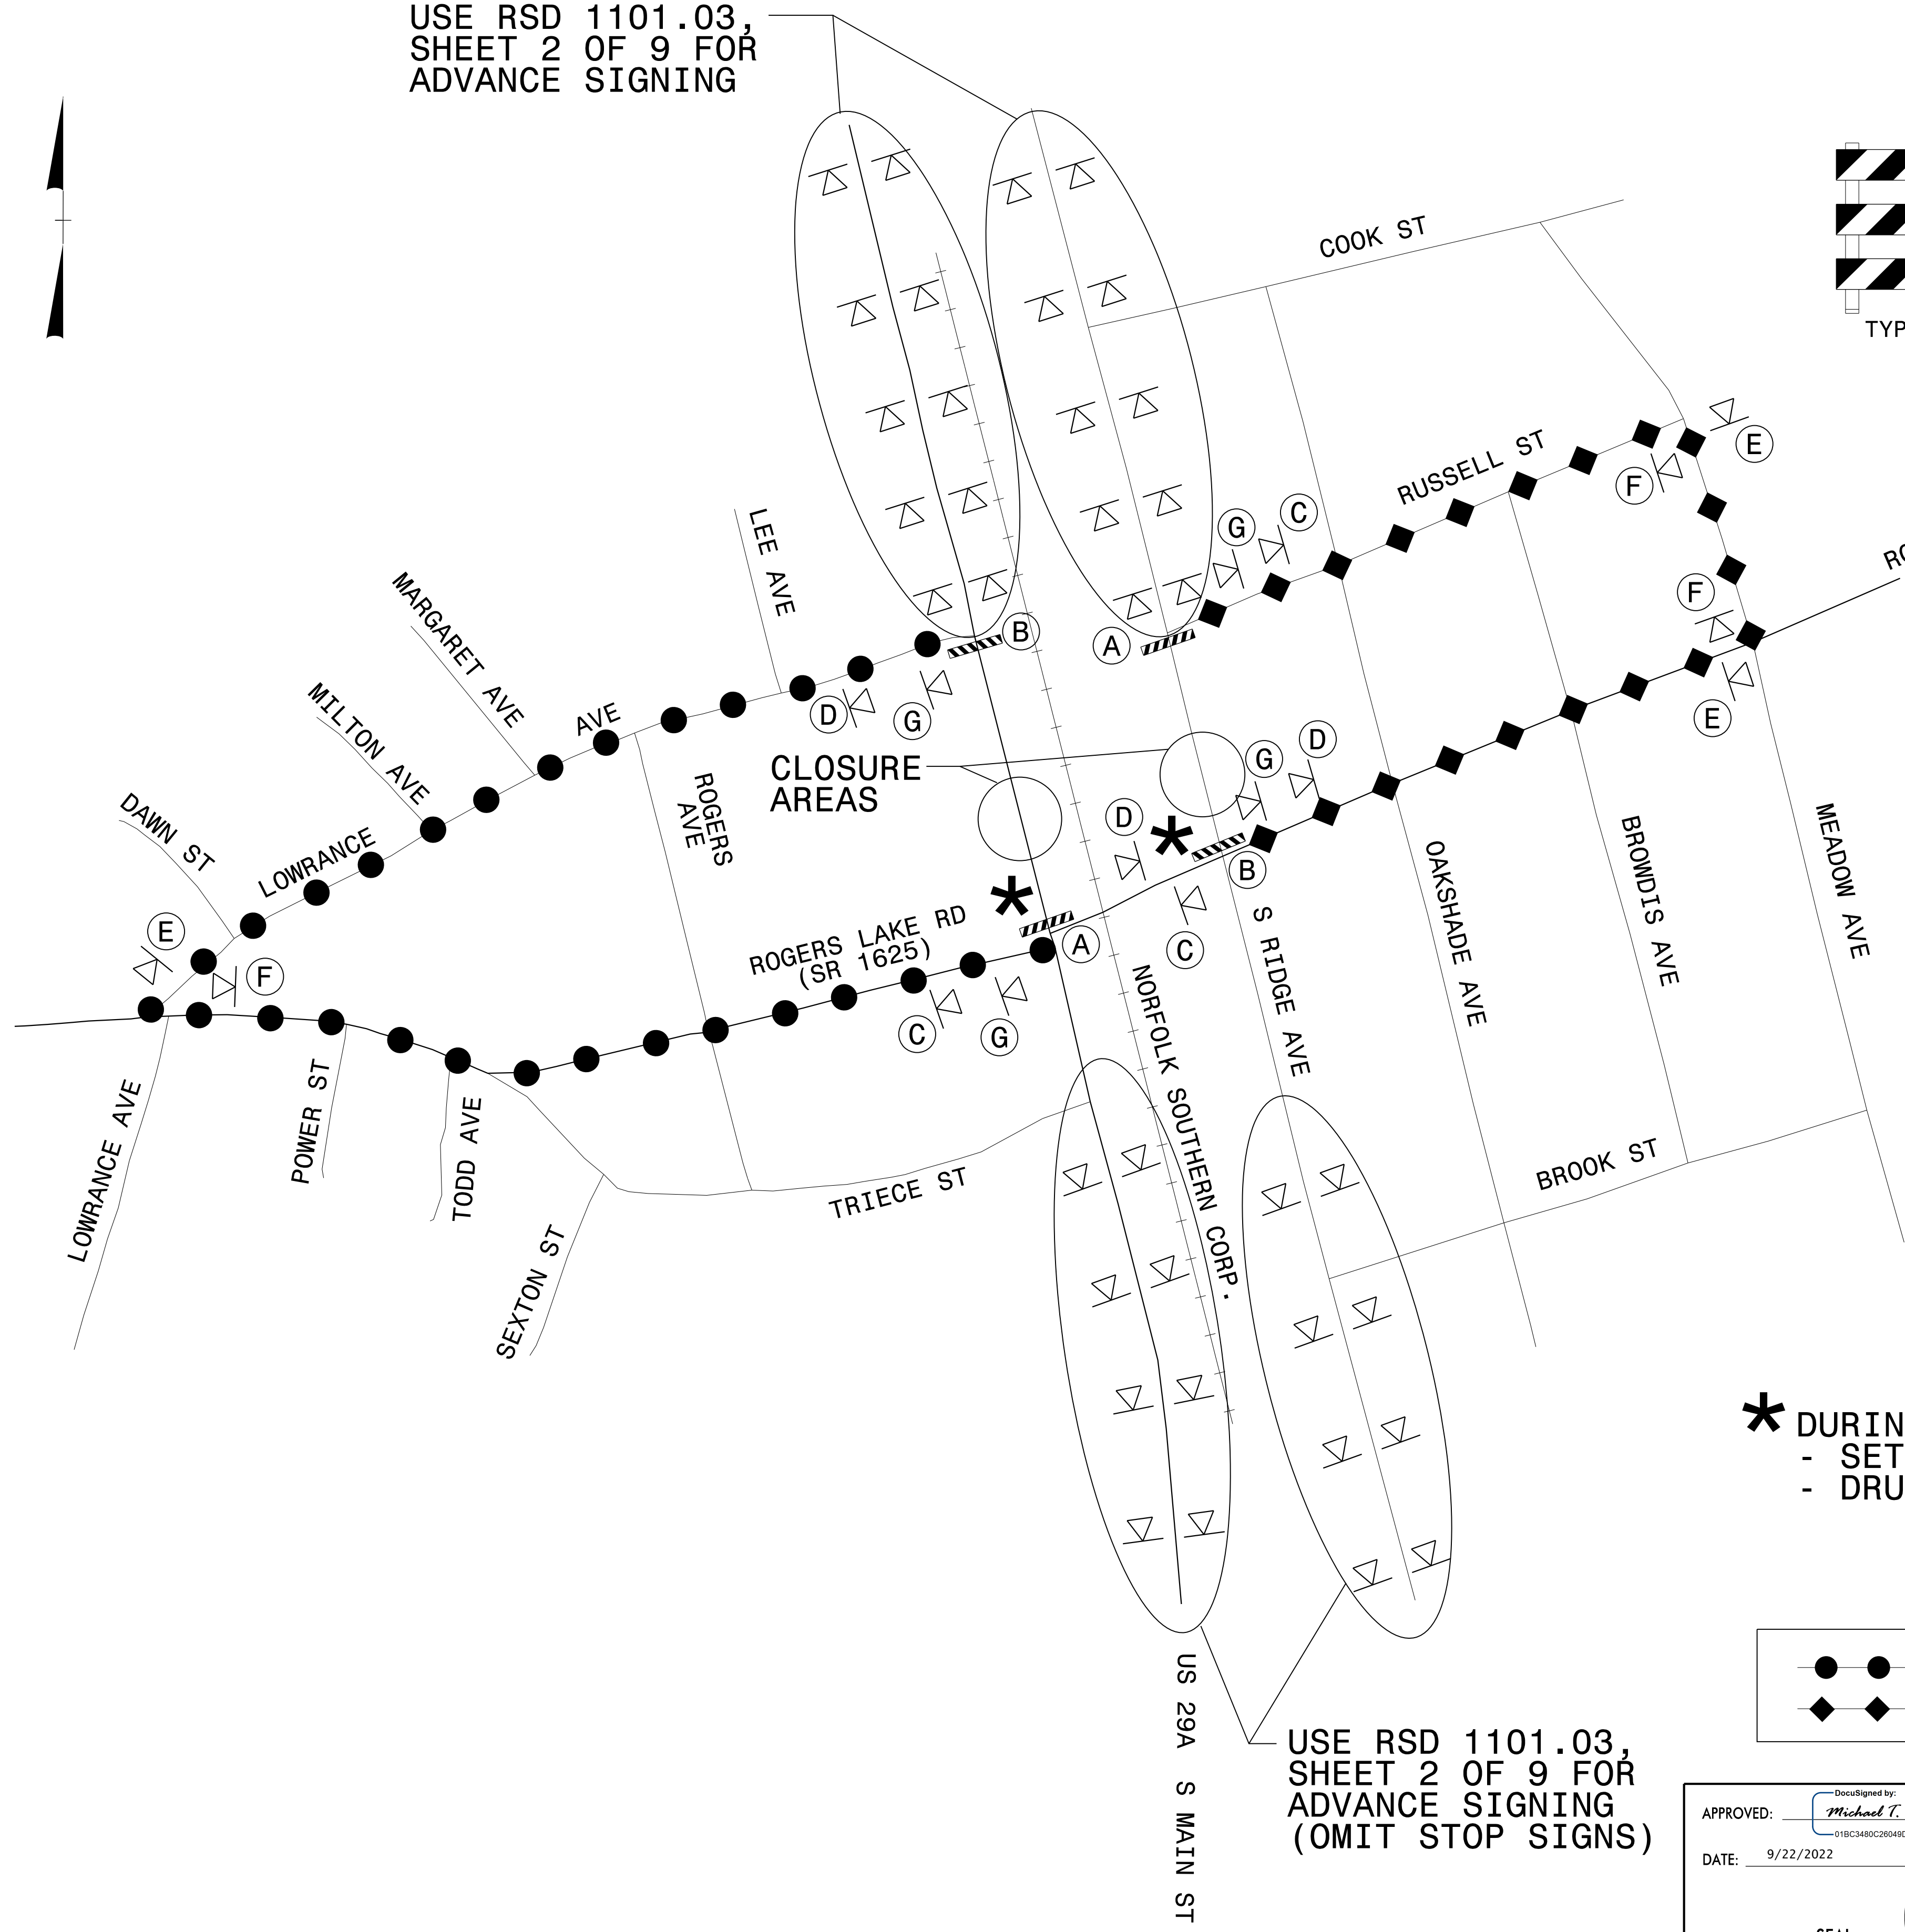 USE RSD 1101.03,
SHEET 2 OF 9 FOR
ADVANCE SIGNING
COOK ST
TYP
RUSSELL ST
E
F
C
G
LEE AVE
MARGARET AVE
MILTON AVE
AVE
DAWN ST
LOWRANCE
ROGERS
AVE
D
G
B
A
F
RO
E
CLOSURE
AREAS
D
G
D
B
C
A
E
F
ROGERS LAKE RD
(SR 1625)
C
G
S RIDGE AVE
OAKSHADE AVE
BROWDIS AVE
MEADOW AVE
NORFOLK SOUTHERN CORP.
LOWRANCE AVE
POWER ST
TODD AVE
SEXTON ST
TRIECE ST
BROOK ST
* DURIN
- SET
- DRU
US 29A S MAIN ST
USE RSD 1101.03,
SHEET 2 OF 9 FOR
ADVANCE SIGNING
(OMIT STOP SIGNS)
DocuSigned by:
APPROVED: Michael T.
01BC3480C26049D
DATE: 9/22/2022